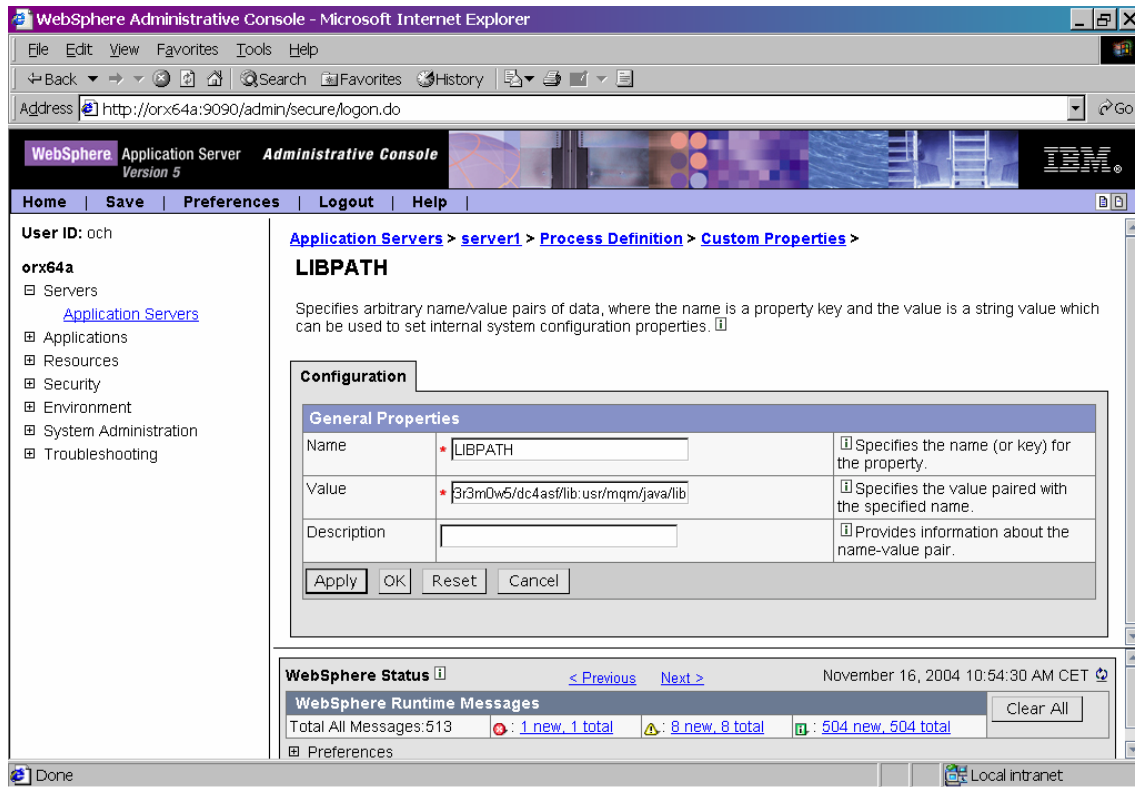 WebSphere Administrative Console - Microsoft Internet Explorer
File Edit View Favorites Tools Help
Back Search Favorites History
Address http://orx64a:9090/admin/secure/logon.do Go
WebSphere Application Server Administrative Console
Version 5
IBM
Home | Save | Preferences | Logout | Help |
User ID: och
orx64a
Servers
Application Servers
Applications
Resources
Security
Environment
System Administration
Troubleshooting
Application Servers > server1 > Process Definition > Custom Properties >
LIBPATH
Specifies arbitrary name/value pairs of data, where the name is a property key and the value is a string value which
can be used to set internal system configuration properties.
Configuration
General Properties
Name * LIBPATH Specifies the name (or key) for
the property.
Value * 3r3m0w5/dc4asf/lib:usr/mqm/java/lib Specifies the value paired with
the specified name.
Description Provides information about the
name-value pair.
Apply OK Reset Cancel
WebSphere Status < Previous Next > November 16, 2004 10:54:30 AM CET
WebSphere Runtime Messages Clear All
Total All Messages:513 : 1 new, 1 total : 8 new, 8 total : 504 new, 504 total
Preferences
Done Local intranet